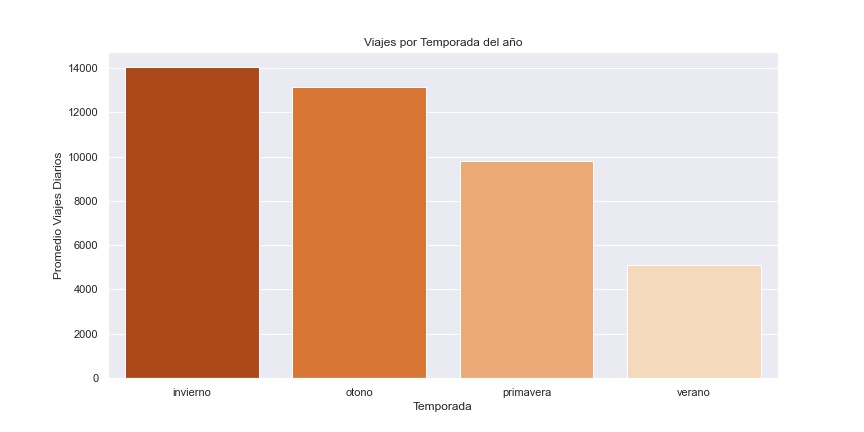 Viajes por Temporada del año
Promedio Viajes Diarios
14000
12000
10000
8000
6000
4000
2000
0
invierno
otono
primavera
verano
Temporada